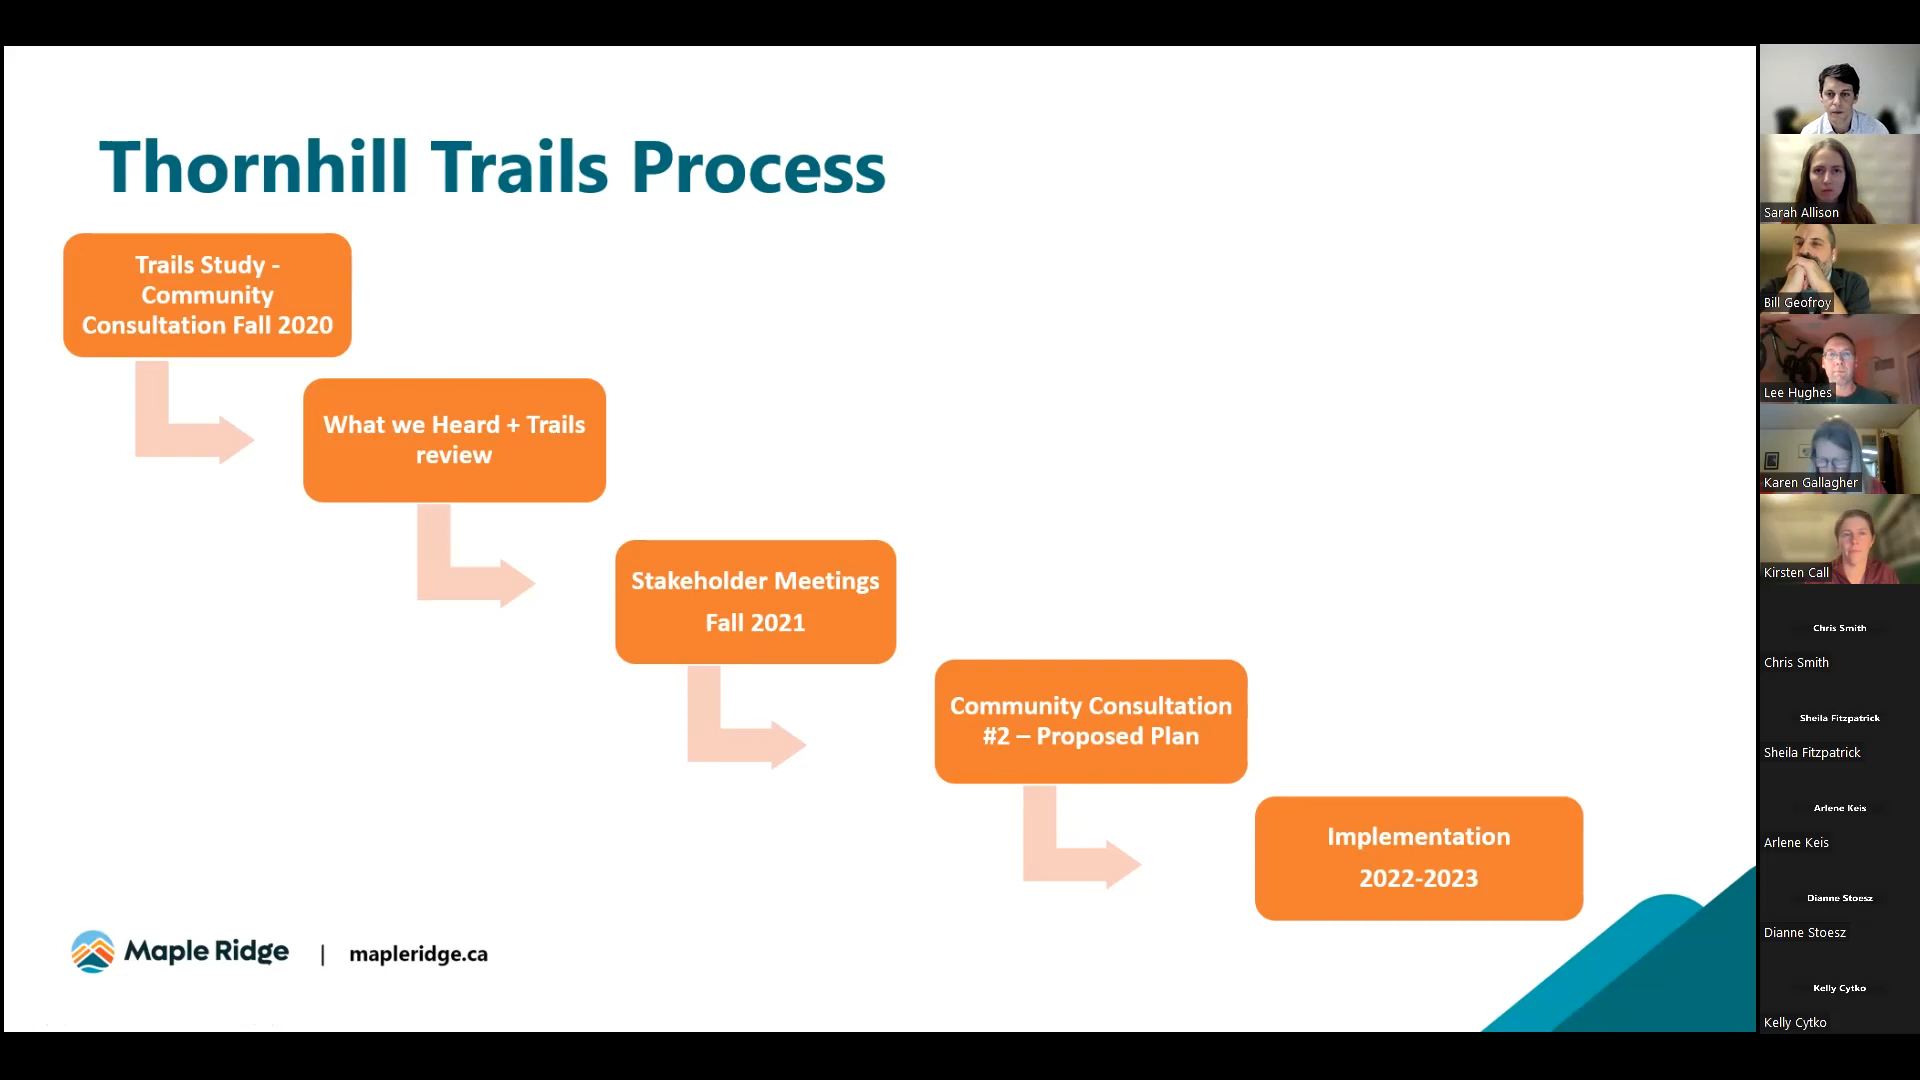 Thornhill Trails Process
Trails Study -
Community
Consultation Fall 2020
What we Heard + Trails
review
Stakeholder Meetings
Fall 2021
Community Consultation
#2 – Proposed Plan
Implementation
2022-2023
Maple Ridge | mapleridge.ca
Sarah Allison
Bill Geofroy
Lee Hughes
Karen Gallagher
Kirsten Call
Chris Smith
Chris Smith
Sheila Fitzpatrick
Sheila Fitzpatrick
Arlene Keis
Arlene Keis
Dianne Stoesz
Dianne Stoesz
Kelly Cytko
Kelly Cytko